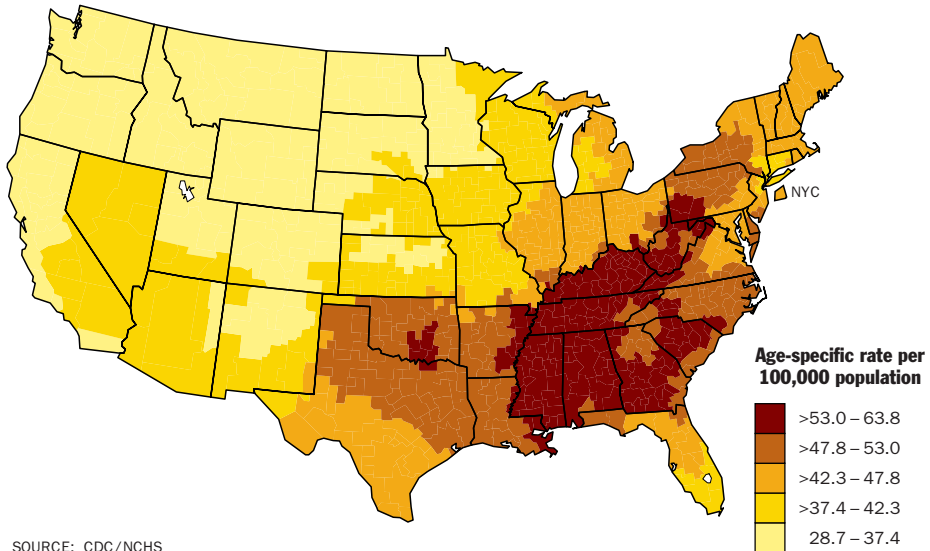 NYC
Age-specific rate per
100,000 population
>53.0 – 63.8
>47.8 – 53.0
>42.3 – 47.8
>37.4 – 42.3
28.7 – 37.4
SOURCE: CDC/NCHS